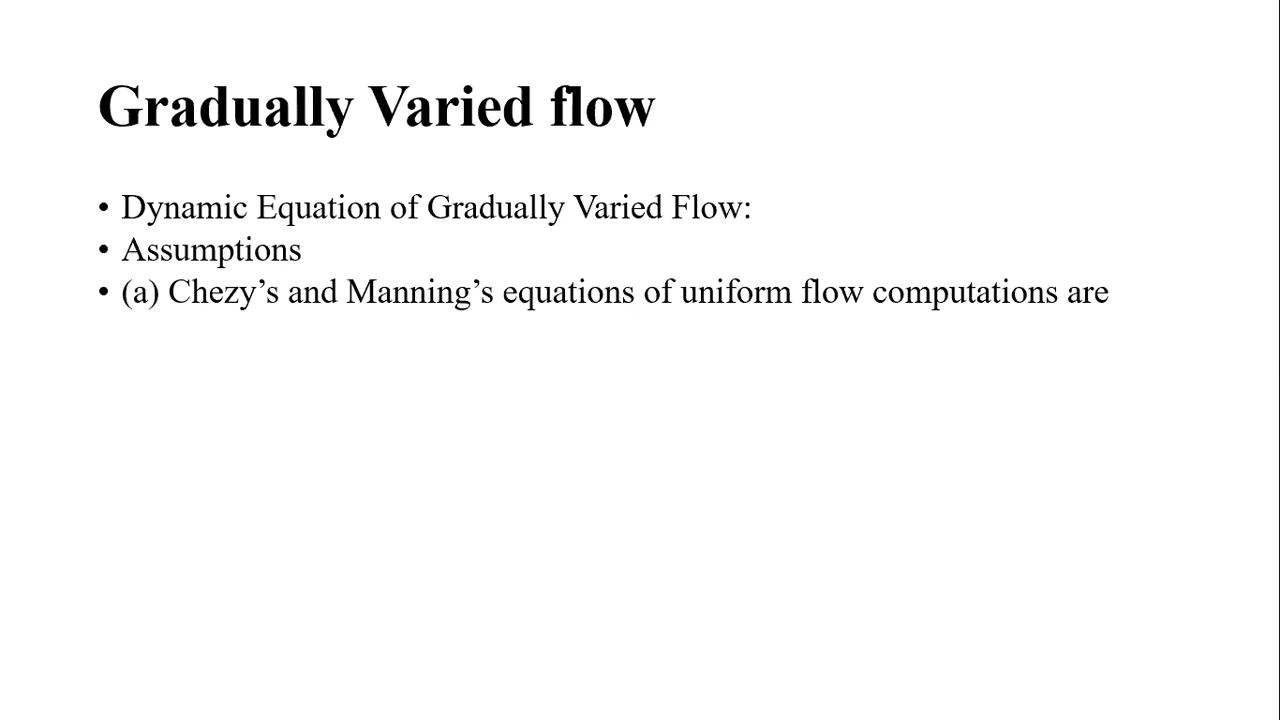 Gradually Varied flow
• Dynamic Equation of Gradually Varied Flow:
• Assumptions
• (a) Chezy’s and Manning’s equations of uniform flow computations are